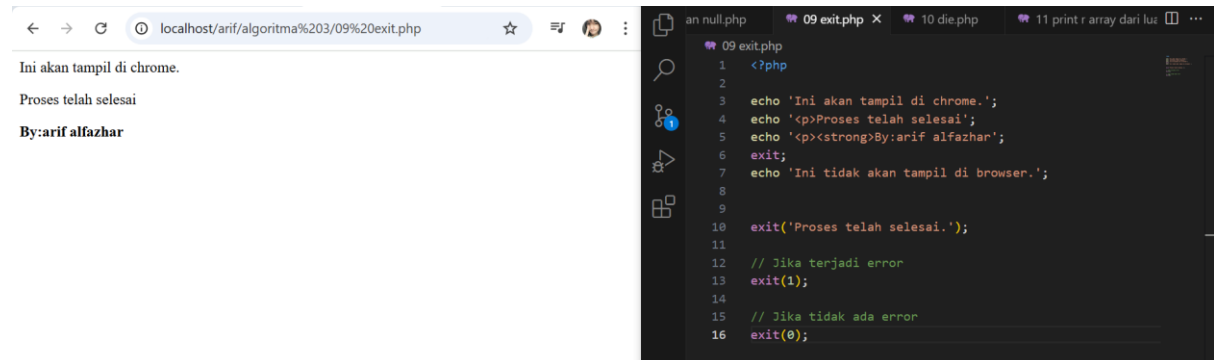 localhost/arif/algoritma%203/09%20exit.php
Ini akan tampil di chrome.
Proses telah selesai
By:arif alfazhar
an null.php
09 exit.php
10 die.php
11 print r array dari lua
09 exit.php
1 <?php
2
3 echo 'Ini akan tampil di chrome.';
4 echo '<p>Proses telah selesai';
5 echo '<p><strong>By:arif alfazhar';
6 exit;
7 echo 'Ini tidak akan tampil di browser.';
8
9
10 exit('Proses telah selesai.');
11
12 // Jika terjadi error
13 exit(1);
14
15 // Jika tidak ada error
16 exit(0);
1